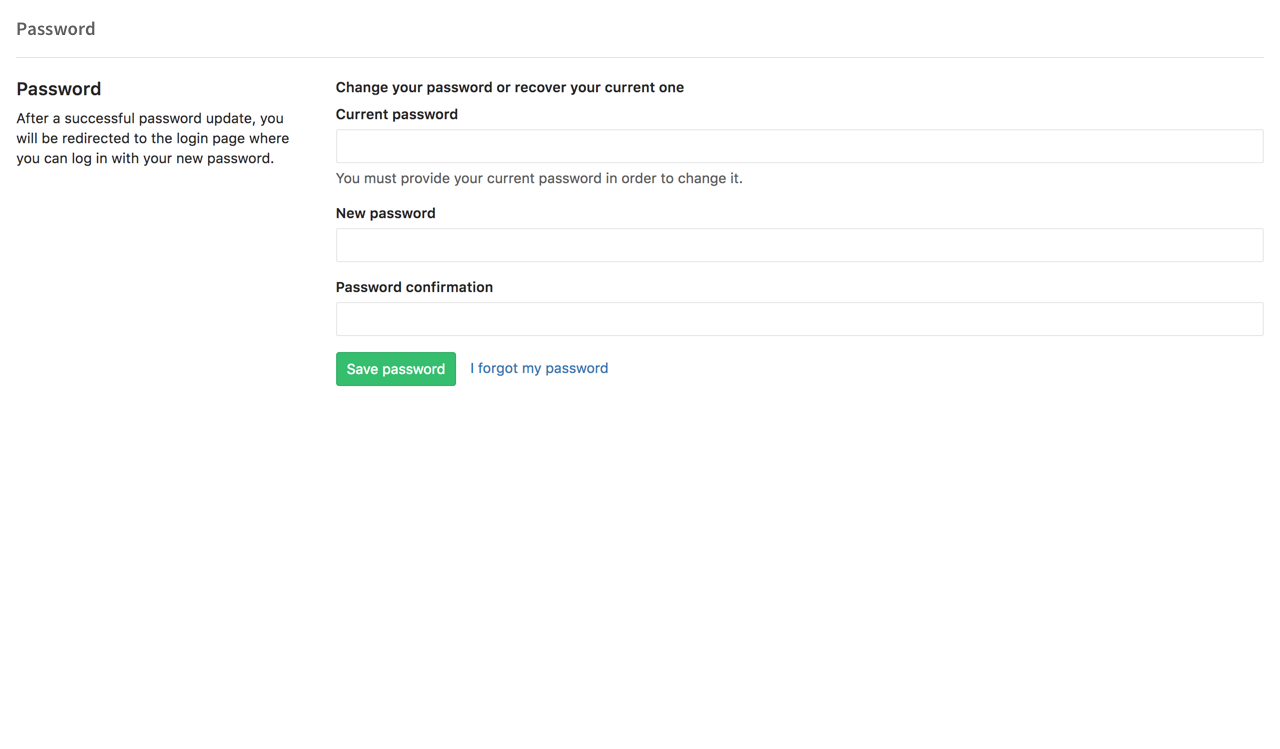 Password
Password
After a successful password update, you
will be redirected to the login page where
you can log in with your new password.
Change your password or recover your current one
Current password
You must provide your current password in order to change it.
New password
Password confirmation
Save password
I forgot my password